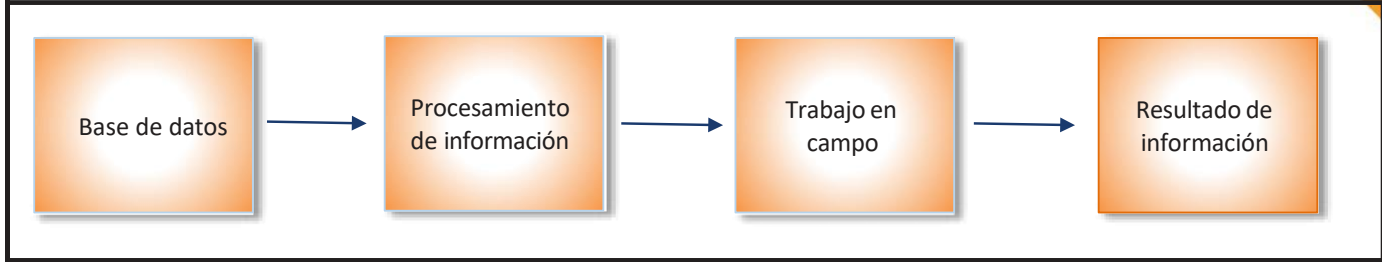 Base de datos
Procesamiento
de información
Trabajo en
campo
Resultado de
información